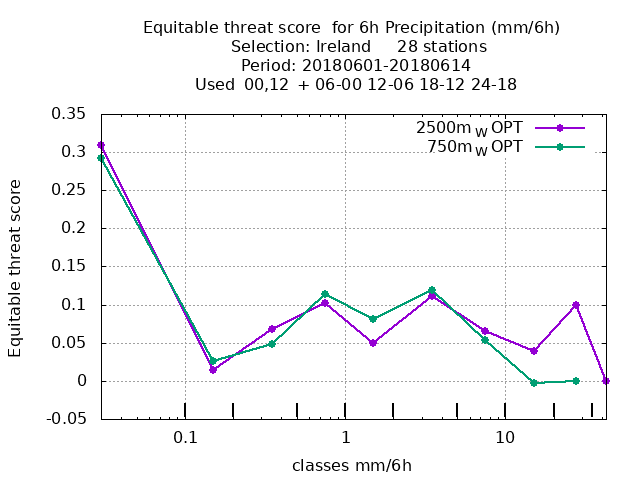 Equitable threat score  for 6h Precipitation (mm/6h)
Selection: Ireland     28 stations
Period: 20180601-20180614
Used  00,12  + 06-00 12-06 18-12 24-18
2500m W OPT
750m W OPT
0.35
0.3
0.25
0.2
0.15
0.1
0.05
0
-0.05
Equitable threat score
0.1
1
10
classes mm/6h